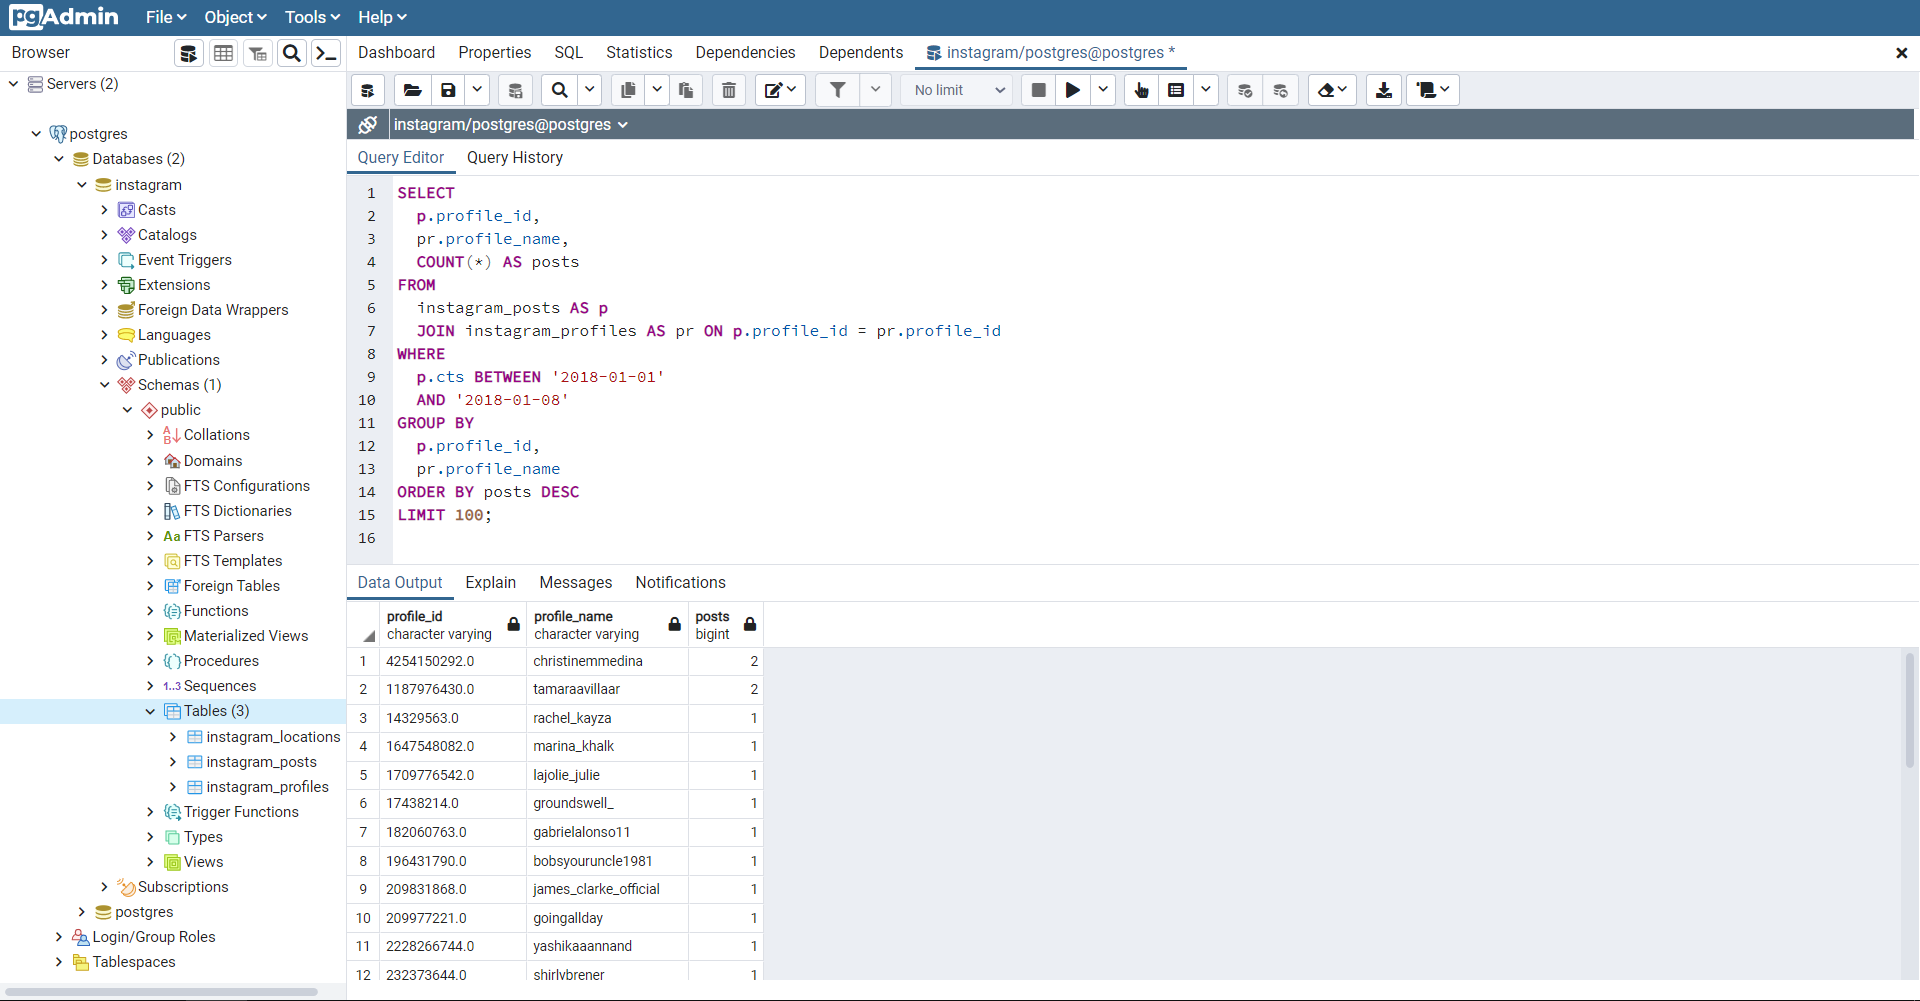 pgAdmin File Object Tools Help
Browser
Dashboard Properties SQL Statistics Dependencies Dependents instagram/postgres@postgres *
No limit
instagram/postgres@postgres
Servers (2)
postgres
Databases (2)
instagram
Casts
Catalogs
Event Triggers
Extensions
Foreign Data Wrappers
Languages
Publications
Schemas (1)
public
Collations
Domains
FTS Configurations
FTS Dictionaries
Aa FTS Parsers
FTS Templates
Foreign Tables
Functions
Materialized Views
Procedures
1..3 Sequences
Tables (3)
instagram_locations
instagram_posts
instagram_profiles
Trigger Functions
Types
Views
Subscriptions
postgres
Login/Group Roles
Tablespaces
Query Editor Query History
1 SELECT
2 p.profile_id,
3 pr.profile_name,
4 COUNT(*) AS posts
5 FROM
6 instagram_posts AS p
7 JOIN instagram_profiles AS pr ON p.profile_id = pr.profile_id
8 WHERE
9 p.cts BETWEEN '2018-01-01'
10 AND '2018-01-08'
11 GROUP BY
12 p.profile_id,
13 pr.profile_name
14 ORDER BY posts DESC
15 LIMIT 100;
16
Data Output Explain Messages Notifications
profile_id profile_name posts
character varying character varying bigint
1 4254150292.0 christinemmedina 2
2 1187976430.0 tamaraavillaar 2
3 14329563.0 rachel_kayza 1
4 1647548082.0 marina_khalk 1
5 1709776542.0 lajolie_julie 1
6 17438214.0 groundswell_ 1
7 182060763.0 gabrielalonso11 1
8 196431790.0 bobsyouruncle1981 1
9 209831868.0 james_clarke_official 1
10 209977221.0 goingallday 1
11 2228266744.0 yashikaaannand 1
12 232373644.0 shirlybrener 1